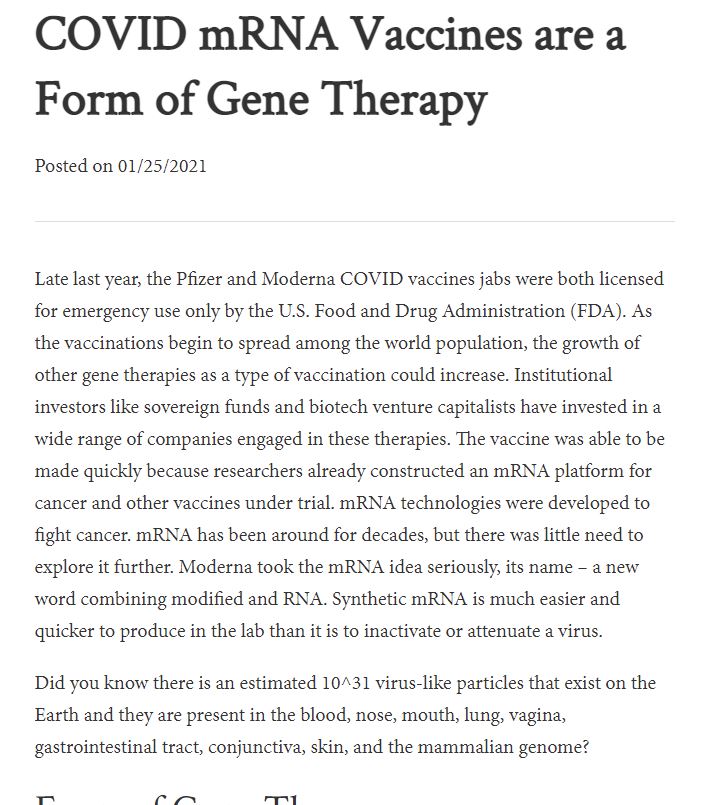 COVID mRNA Vaccines are a
Form of Gene Therapy
Posted on 01/25/2021
Late last year, the Pfizer and Moderna COVID vaccines jabs were both licensed
for emergency use only by the U.S. Food and Drug Administration (FDA). As
the vaccinations begin to spread among the world population, the growth of
other gene therapies as a type of vaccination could increase. Institutional
investors like sovereign funds and biotech venture capitalists have invested in a
wide range of companies engaged in these therapies. The vaccine was able to be
made quickly because researchers already constructed an mRNA platform for
cancer and other vaccines under trial. mRNA technologies were developed to
fight cancer. mRNA has been around for decades, but there was little need to
explore it further. Moderna took the mRNA idea seriously, its name – a new
word combining modified and RNA. Synthetic mRNA is much easier and
quicker to produce in the lab than it is to inactivate or attenuate a virus.
Did you know there is an estimated 10^31 virus-like particles that exist on the
Earth and they are present in the blood, nose, mouth, lung, vagina,
gastrointestinal tract, conjunctiva, skin, and the mammalian genome?